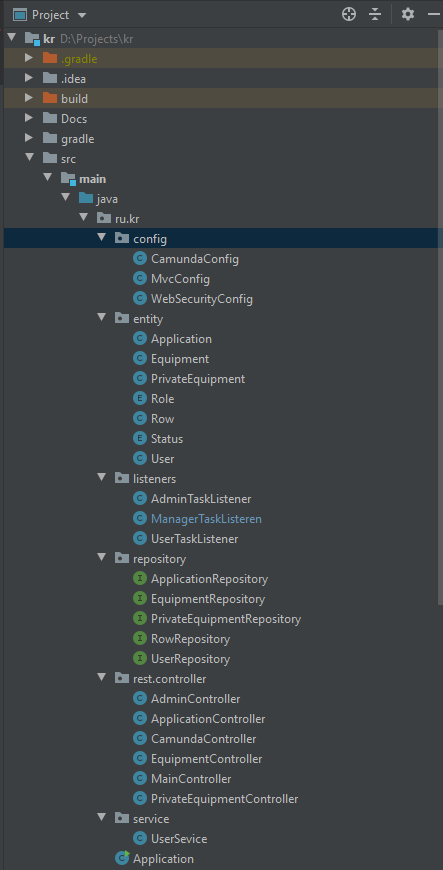 Project
kr D:\Projects\kr
.gradle
.idea
build
Docs
gradle
src
main
java
ru.kr
config
CamundaConfig
MvcConfig
WebSecurityConfig
entity
Application
Equipment
PrivateEquipment
Role
Row
Status
User
listeners
AdminTaskListener
ManagerTaskListeren
UserTaskListener
repository
ApplicationRepository
EquipmentRepository
PrivateEquipmentRepository
RowRepository
UserRepository
rest.controller
AdminController
ApplicationController
CamundaController
EquipmentController
MainController
PrivateEquipmentController
service
UserSevice
Application